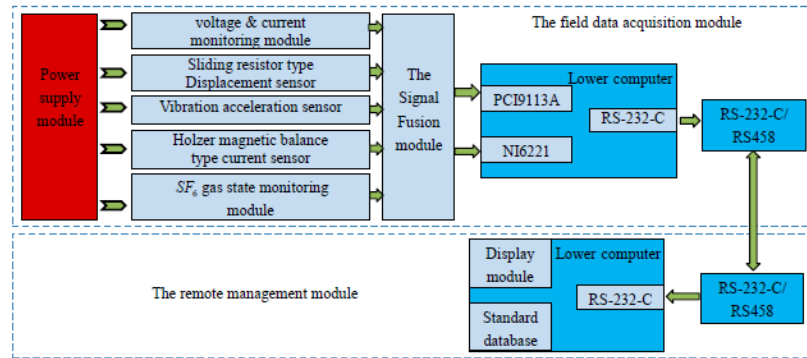 The field data acquisition module
Power
supply
module
voltage & current
monitoring module
Sliding resistor type
Displacement sensor
Vibration acceleration sensor
Holzer magnetic balance
type current sensor
SF6 gas state monitoring
module
The
Signal
Fusion
module
Lower computer
PCI9113A
RS-232-C
NI6221
RS-232-C/
RS458
The remote management module
Display
module
Lower computer
RS-232-C
Standard
database
RS-232-C/
RS458